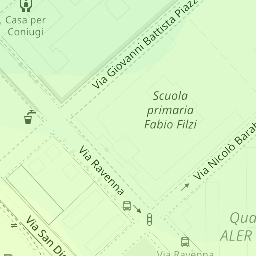 Casa per
Coniugi
Via Giovanni Battista Piazz
Scuola
primaria
Fabio Filzi
Via Nicolò Barab
Via Ravenna
Via San Di
Qua
ALER
Via Ravenna